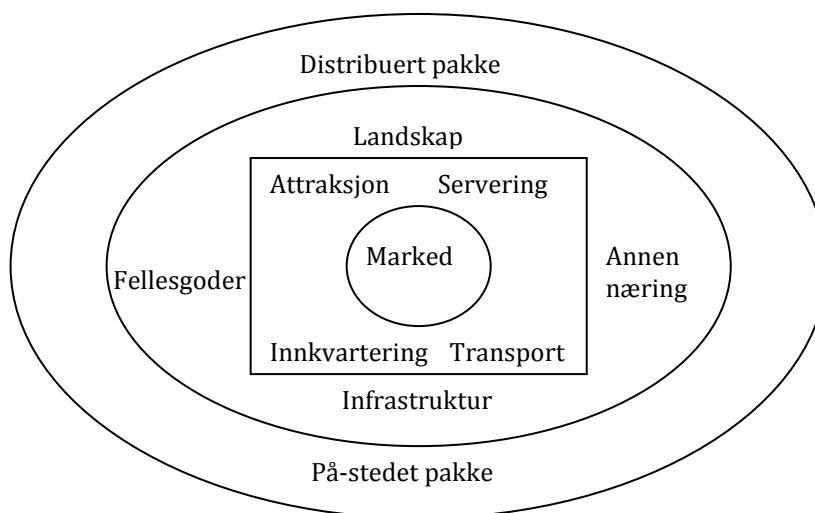 Distribuert pakke
Landskap
Attraksjon Servering
Marked
Fellesgoder
Annen
næring
Innkvartering Transport
Infrastruktur
På-stedet pakke